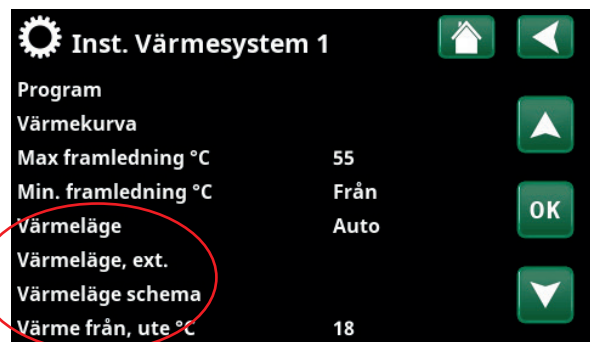 Inst. Värmesystem 1
Program
Värmekurva
Max framledning °C 55
Min. framledning °C Från
Värmeläge Auto
OK
Värmeläge, ext.
Värmeläge schema
Värme från, ute °C 18